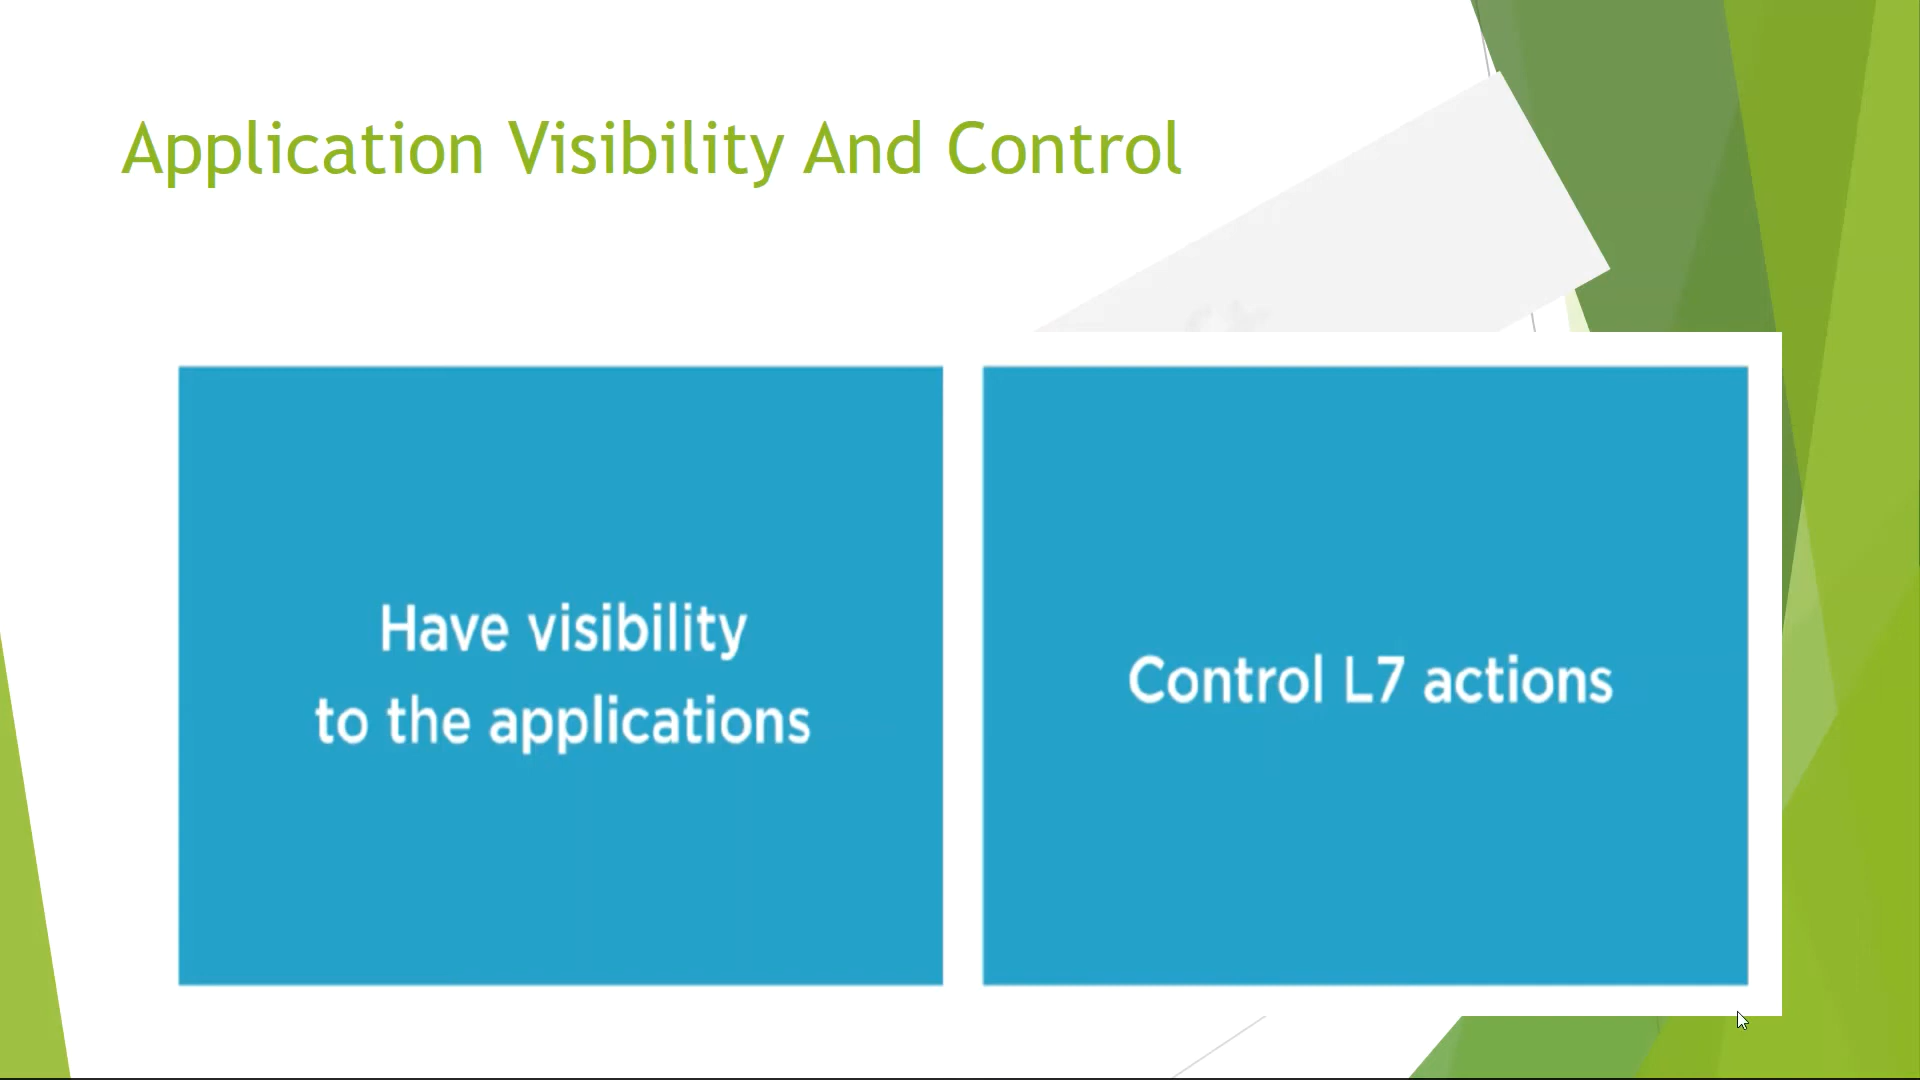 Application Visibility And Control
Have visibility
to the applications
Control L7 actions